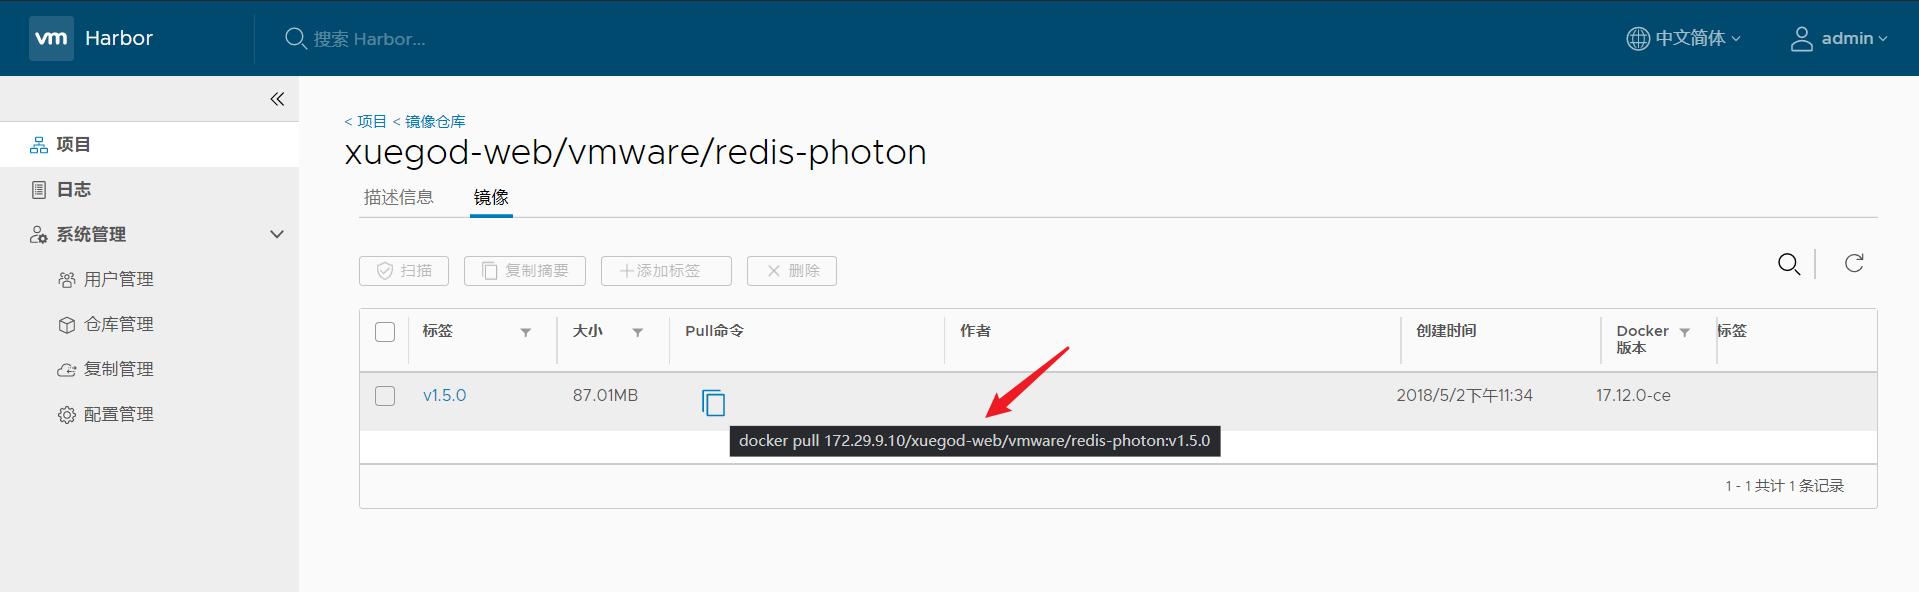 vm Harbor 搜索 Harbor... 中文简体 admin
项目
日志
系统管理
用户管理
仓库管理
复制管理
配置管理
< 项目 < 镜像仓库
xuegod-web/vmware/redis-photon
描述信息 镜像
扫描 复制摘要 添加标签 删除
标签 大小 Pull命令 作者 创建时间 Docker 版本 标签
v1.5.0 87.01MB 2018/5/2下午11:34 17.12.0-ce
docker pull 172.29.9.10/xuegod-web/vmware/redis-photon:v1.5.0
1 - 1 共计 1 条记录